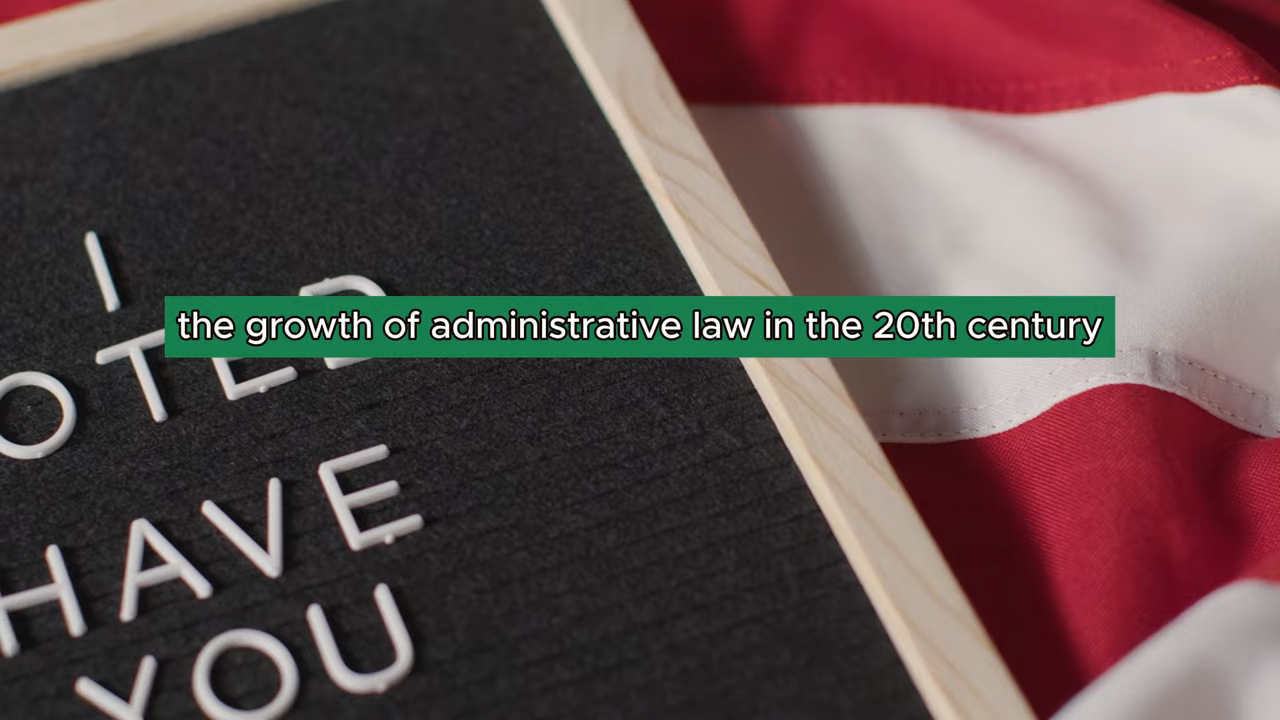 I
OTED
the growth of administrative law in the 20th century
HAVE
YOU